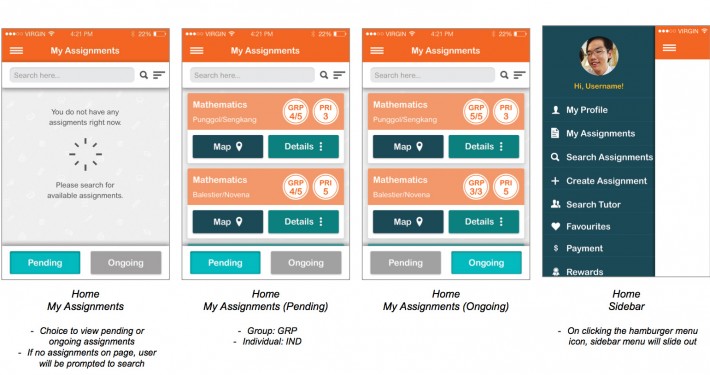 VIRGIN
4:21 PM
22%
My Assignments
Search here...
You do not have any
assigments right now.
Please search for
available assignments.
Pending
Ongoing
Home
My Assignments
- Choice to view pending or
ongoing assignments
- If no assignments on page, user
will be prompted to search
VIRGIN
4:21 PM
22%
My Assignments
Search here...
Mathematics
Punggol/Sengkang
GRP
4/5
PRI
3
Map
Details
Mathematics
Balestier/Novena
GRP
4/5
PRI
5
Map
Details
Pending
Ongoing
Home
My Assignments (Pending)
- Group: GRP
- Individual: IND
VIRGIN
4:21 PM
22%
My Assignments
Search here...
Mathematics
Punggol/Sengkang
GRP
5/5
PRI
3
Map
Details
Mathematics
Balestier/Novena
GRP
3/3
PRI
5
Map
Details
Pending
Ongoing
Home
My Assignments (Ongoing)
VIRGIN
Hi, Username!
My Profile
My Assignments
Search Assignments
Create Assignment
Search Tutor
Favourites
$ Payment
Rewards
Home
Sidebar
- On clicking the hamburger menu
icon, sidebar menu will slide out